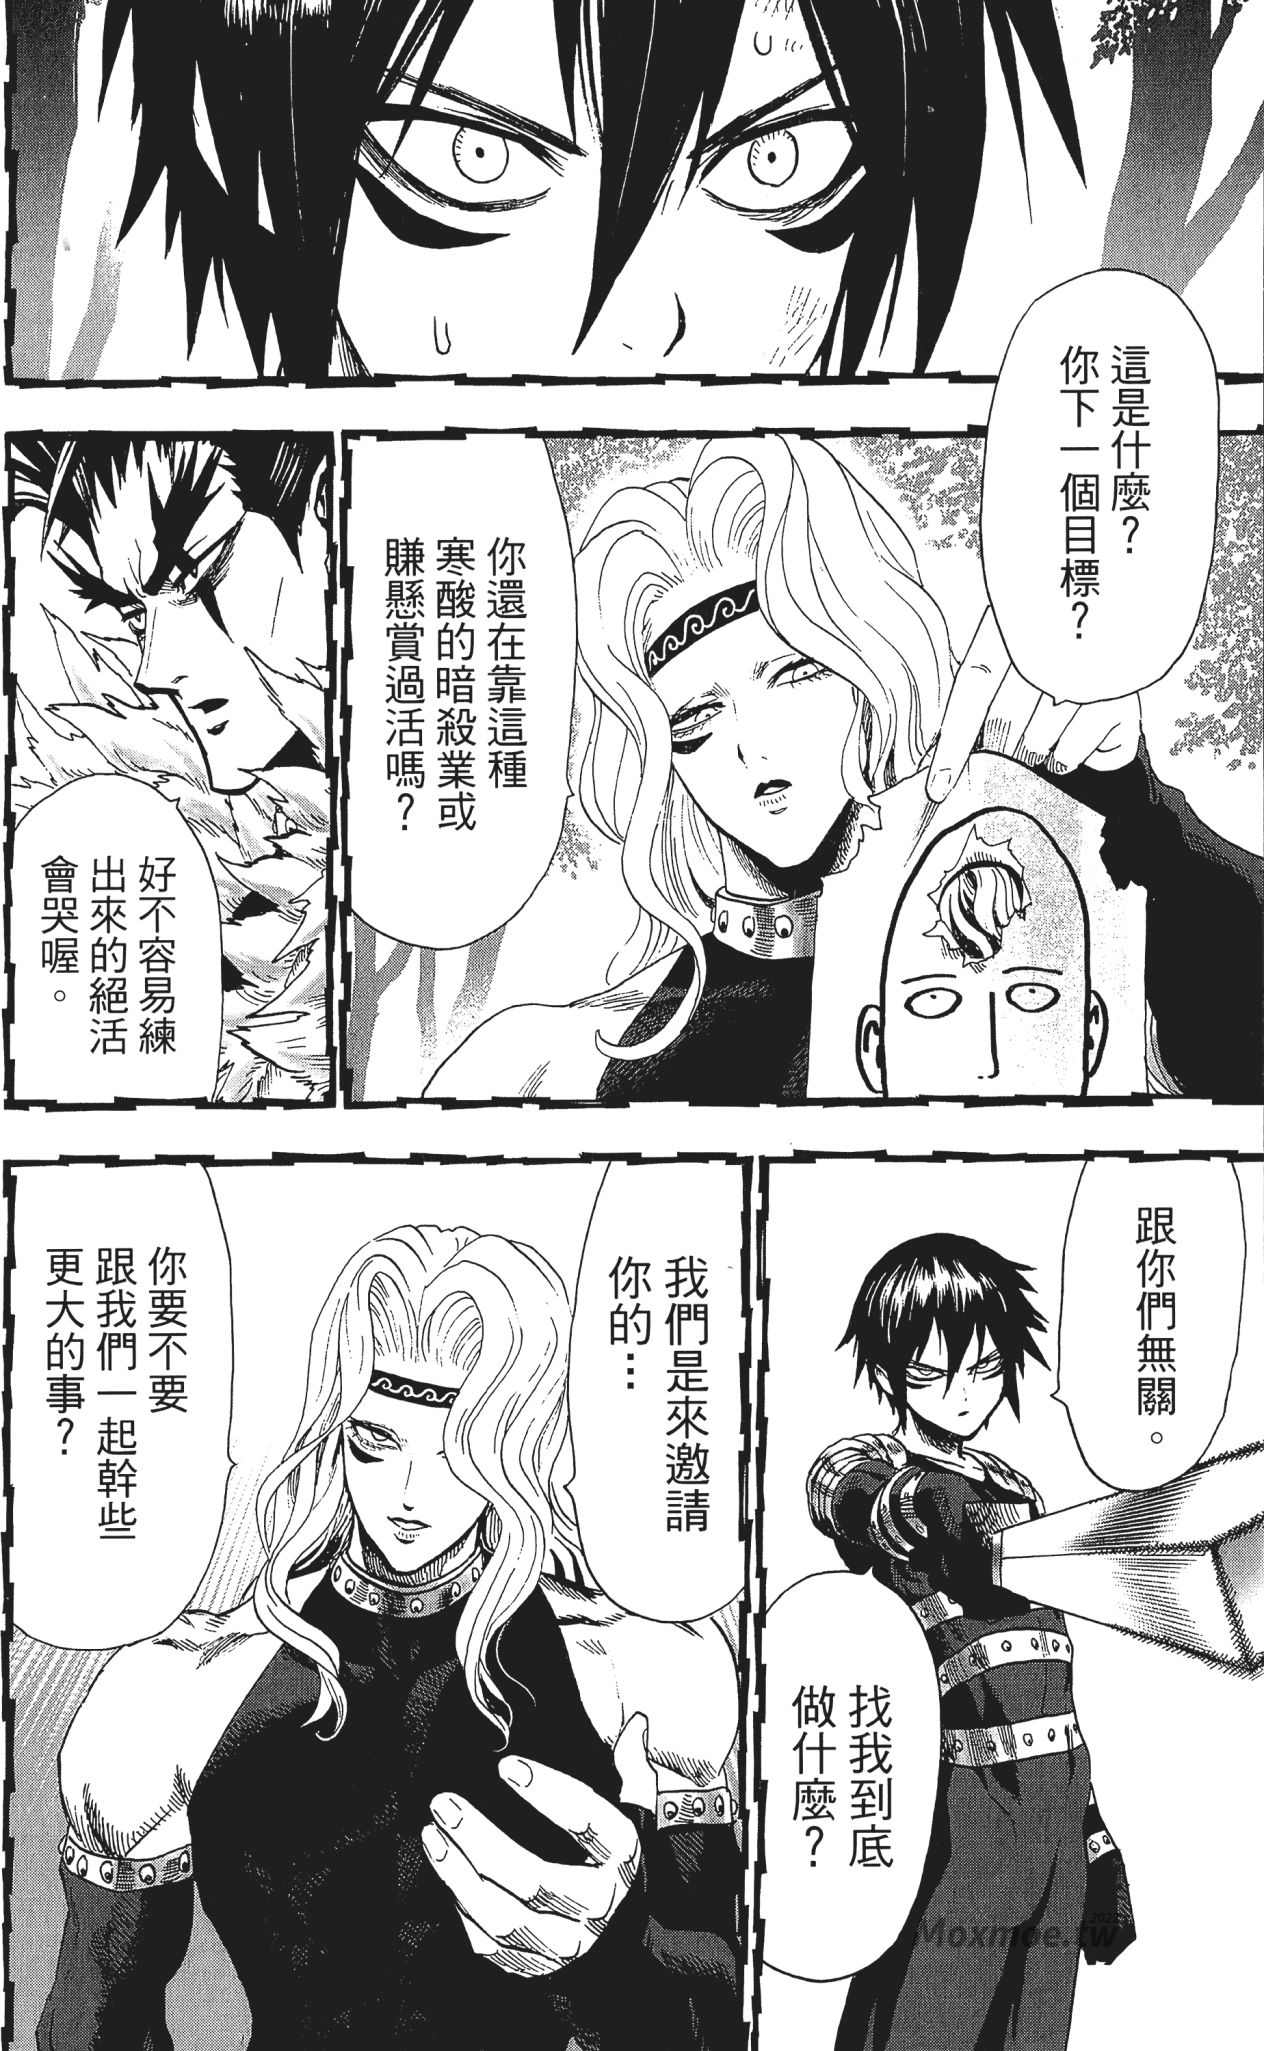 這是什麼？
你下一個目標？
你還在靠這種
寒酸的暗殺業或
賺懸賞過活嗎？
好不容易練
出來的絕活
會哭喔。
跟你們無關。
找我到底
做什麼？
我們是來邀請
你的…
你要不要
跟我們一起幹些
更大的事？
2022
Moxmoe.tw